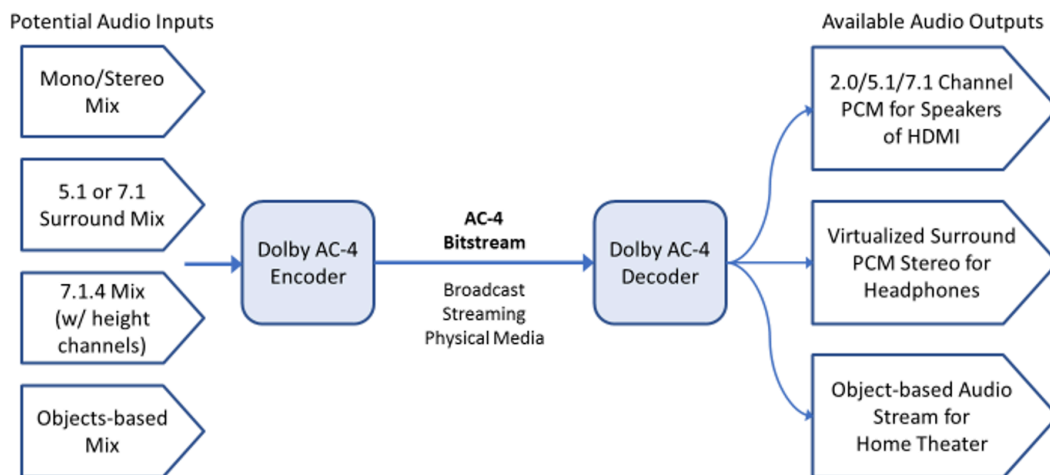 Potential Audio Inputs
Mono/Stereo
Mix
5.1 or 7.1
Surround Mix
7.1.4 Mix
(w/ height
channels)
Objects-based
Mix
Dolby AC-4
Encoder
AC-4
Bitstream
Broadcast
Streaming
Physical Media
Dolby AC-4
Decoder
Available Audio Outputs
2.0/5.1/7.1 Channel
PCM for Speakers
of HDMI
Virtualized Surround
PCM Stereo for
Headphones
Object-based Audio
Stream for
Home Theater